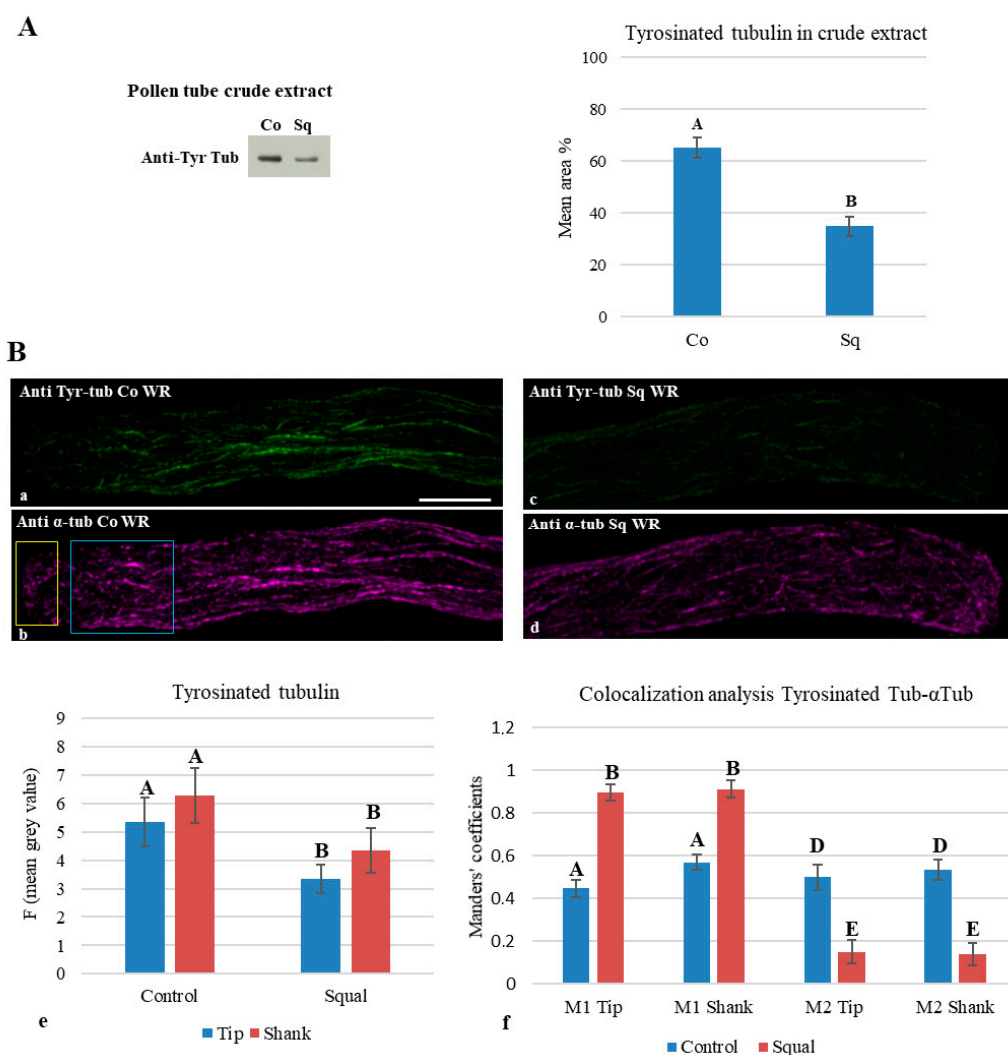 A
Pollen tube crude extract
Co Sq
Anti-Tyr Tub
Tyrosinated tubulin in crude extract
Mean area %
100
80
60
40
20
0
A
B
Co Sq
B
Anti Tyr-tub Co WR
a
Anti Tyr-tub Sq WR
c
Anti α-tub Co WR
b
Anti α-tub Sq WR
d
Tyrosinated tubulin
F (mean grey value)
9
8
7
6
5
4
3
2
1
0
A
A
B
B
Control Squal
Tip Shank
e
Colocalization analysis Tyrosinated Tub-αTub
Manders' coefficients
1.2
1
0.8
0.6
0.4
0.2
0
A
B
A
B
D
E
D
E
M1 Tip M1 Shank M2 Tip M2 Shank
Control Squal
f